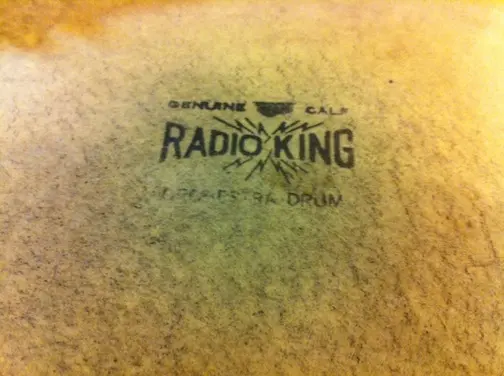 GENUINE CALF
RADIO KING
ORCHESTRA DRUM